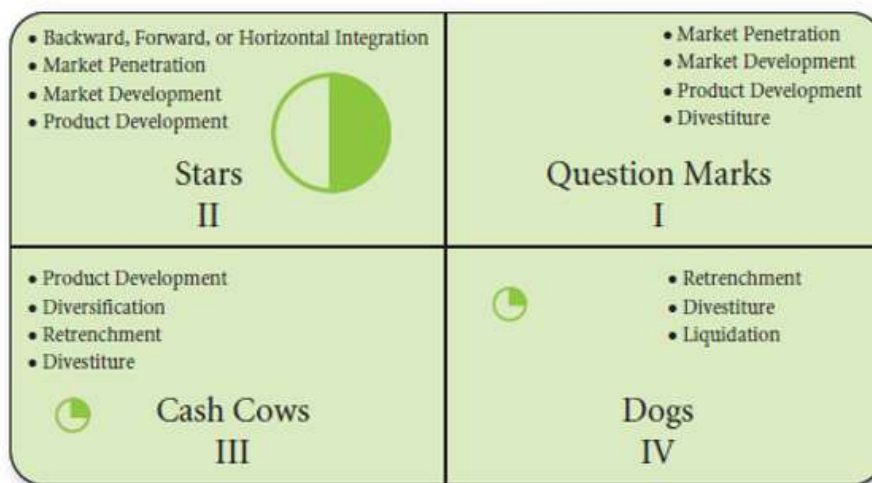 • Backward, Forward, or Horizontal Integration
• Market Penetration
• Market Development
• Product Development
Stars
II
• Market Penetration
• Market Development
• Product Development
• Divestiture
Question Marks
I
• Product Development
• Diversification
• Retrenchment
• Divestiture
Cash Cows
III
• Retrenchment
• Divestiture
• Liquidation
Dogs
IV